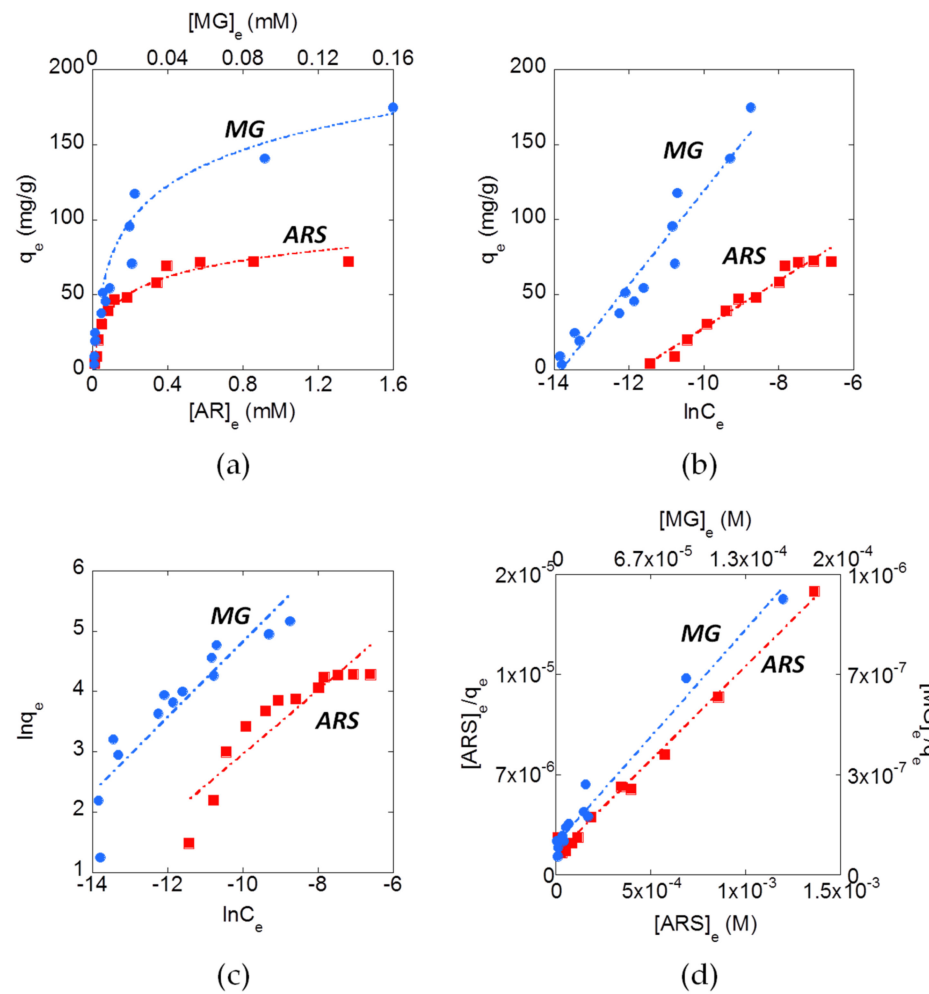 [MG]e (mM)
0 0.04 0.08 0.12 0.16
200
150
100
50
0
qe (mg/g)
MG
ARS
0 0.4 0.8 1.2 1.6
[AR]e (mM)
(a)
200
150
100
50
0
qe (mg/g)
MG
ARS
-14 -12 -10 -8 -6
lnCe
(b)
6
5
4
3
2
1
lnqe
MG
ARS
-14 -12 -10 -8 -6
lnCe
(c)
[MG]e (M)
0 6.7x10-5 1.3x10-4 2x10-4
2x10-5
1x10-5
7x10-6
0
[ARS]e/qe
MG
ARS
1x10-6
7x10-7
3x10-7
0x100
[MG]e/qe
0 5x10-4 1x10-3 1.5x10-3
[ARS]e (M)
(d)